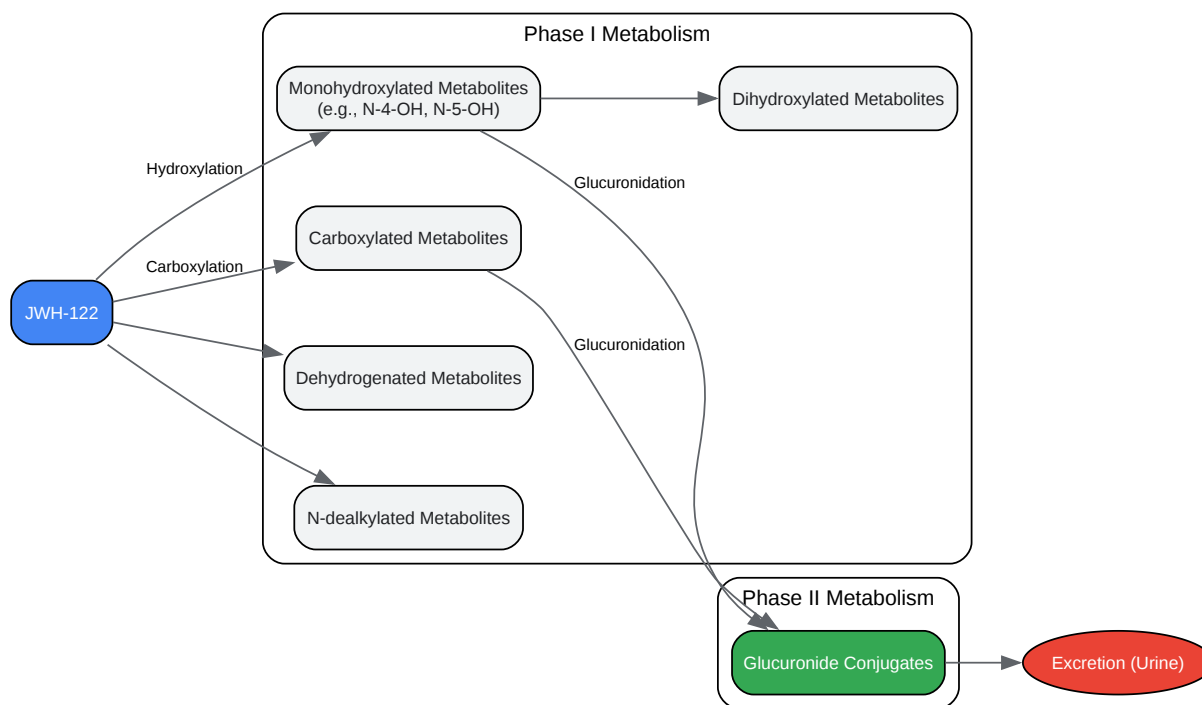 Phase I Metabolism
Monohydroxylated Metabolites
(e.g., N-4-OH, N-5-OH)
Dihydroxylated Metabolites
Hydroxylation
Glucuronidation
Carboxylated Metabolites
Carboxylation
JWH-122
Glucuronidation
Dehydrogenated Metabolites
N-dealkylated Metabolites
Phase II Metabolism
Glucuronide Conjugates
Excretion (Urine)